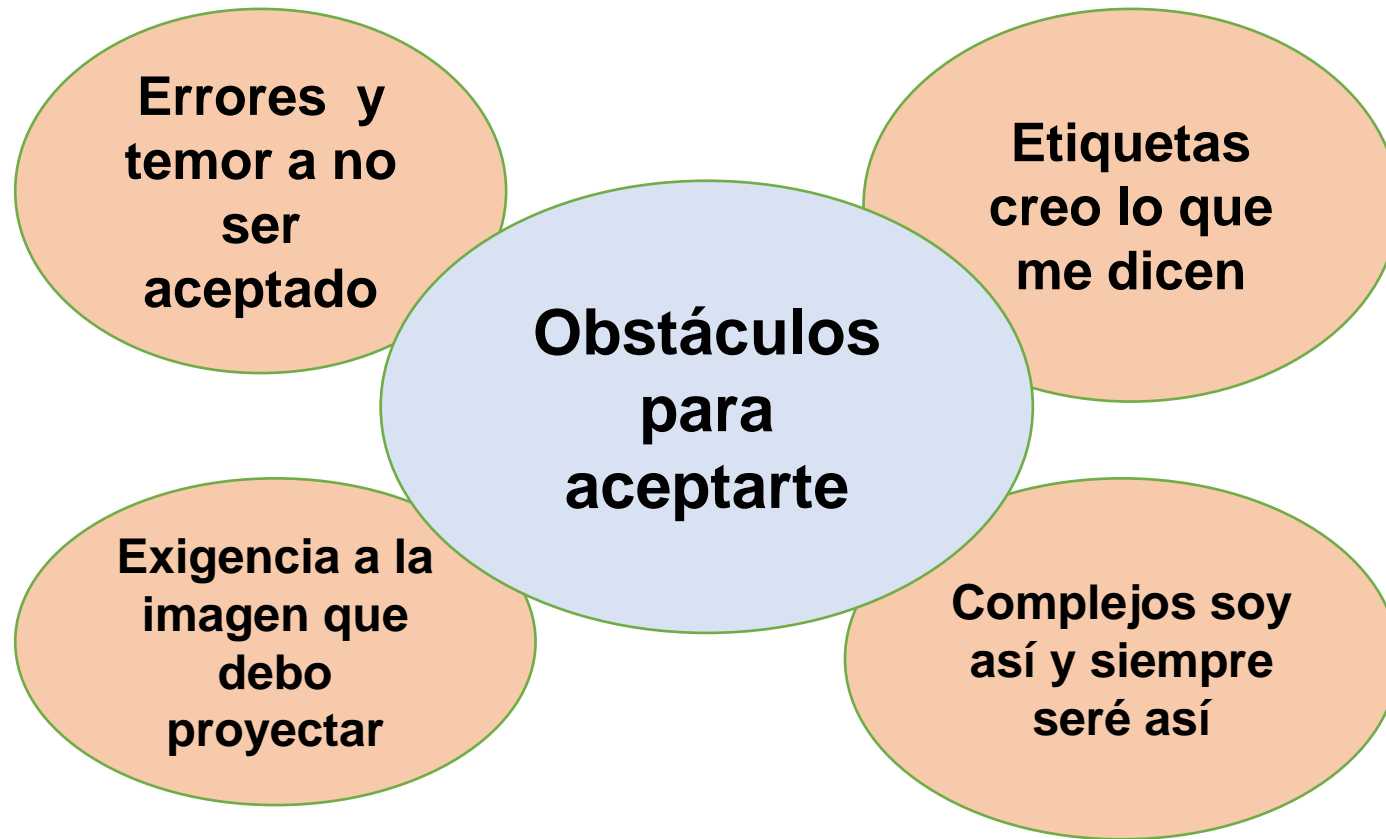 Errores y
temor a no
ser
aceptado
Etiquetas
creo lo que
me dicen
Obstáculos
para
aceptarte
Exigencia a la
imagen que
debo
proyectar
Complejos soy
así y siempre
seré así